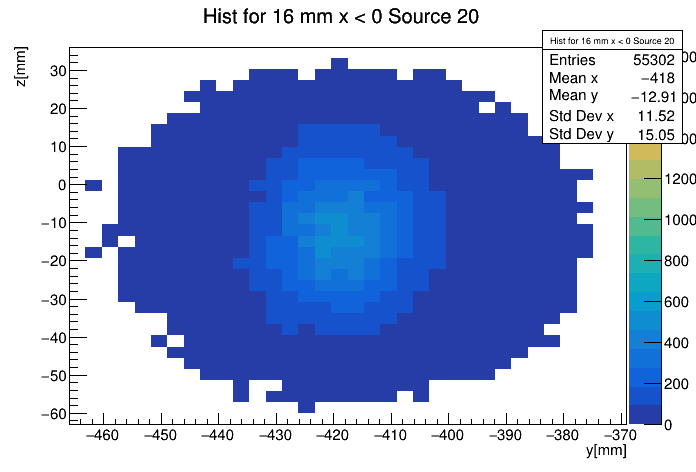 Hist for 16 mm x < 0 Source 20
z[mm]
Hist for 16 mm x < 0 Source 20
Entries 55302
Mean x −418
Mean y −12.91
Std Dev x 11.52
Std Dev y 15.05
30
20
10
0
−10
−20
−30
−40
−50
−60
1200
1000
800
600
400
200
0
−460 −450 −440 −430 −420 −410 −400 −390 −380 −370
y[mm]